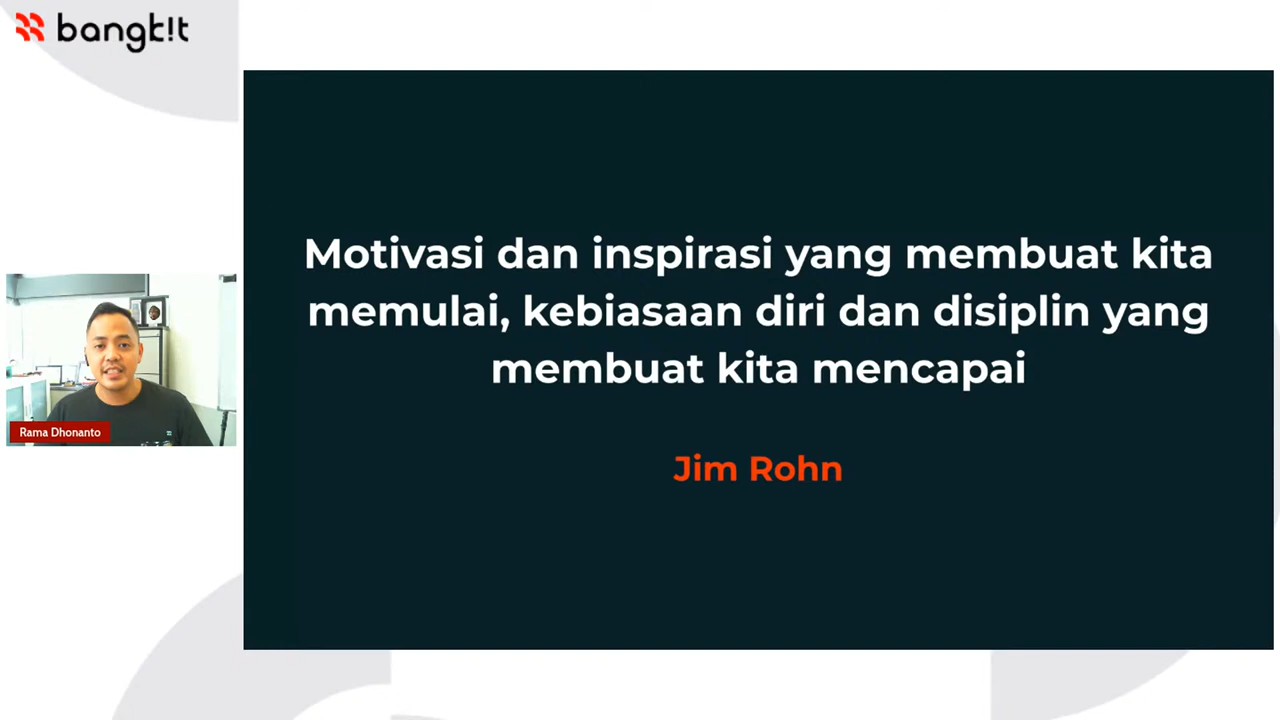 bangk!t
Motivasi dan inspirasi yang membuat kita
memulai, kebiasaan diri dan disiplin yang
membuat kita mencapai
Jim Rohn
Rama Dhonanto